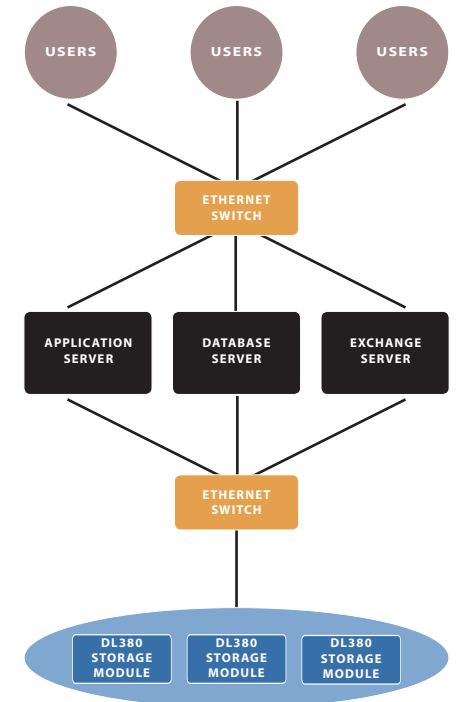 USERS
USERS
USERS
ETHERNET
SWITCH
APPLICATION
SERVER
DATABASE
SERVER
EXCHANGE
SERVER
ETHERNET
SWITCH
DL380
STORAGE
MODULE
DL380
STORAGE
MODULE
DL380
STORAGE
MODULE